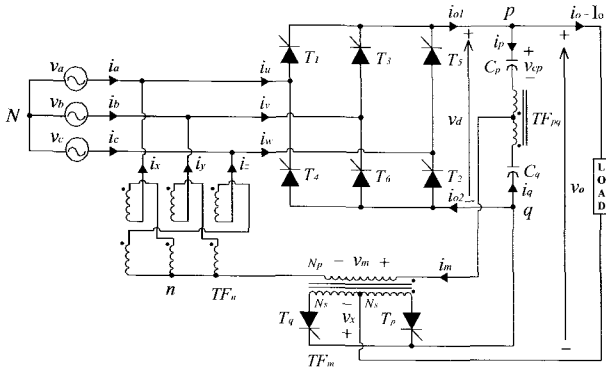 i_o1
p
i_o - I_o
v_a
i_a
i_u
T_1
T_3
T_5
+
i_p
+
C_p
v_cp
−
+
N
v_b
i_b
i_v
v_d
TF_pq
v_c
i_c
i_w
i_x
i_y
i_z
T_4
T_6
T_2
−
C_q
i_q
i_o2
q
v_o
LOAD
n
TF_n
N_p
− v_m +
i_m
N_s
−
N_s
T_q
v_x
T_p
+
TF_m
−